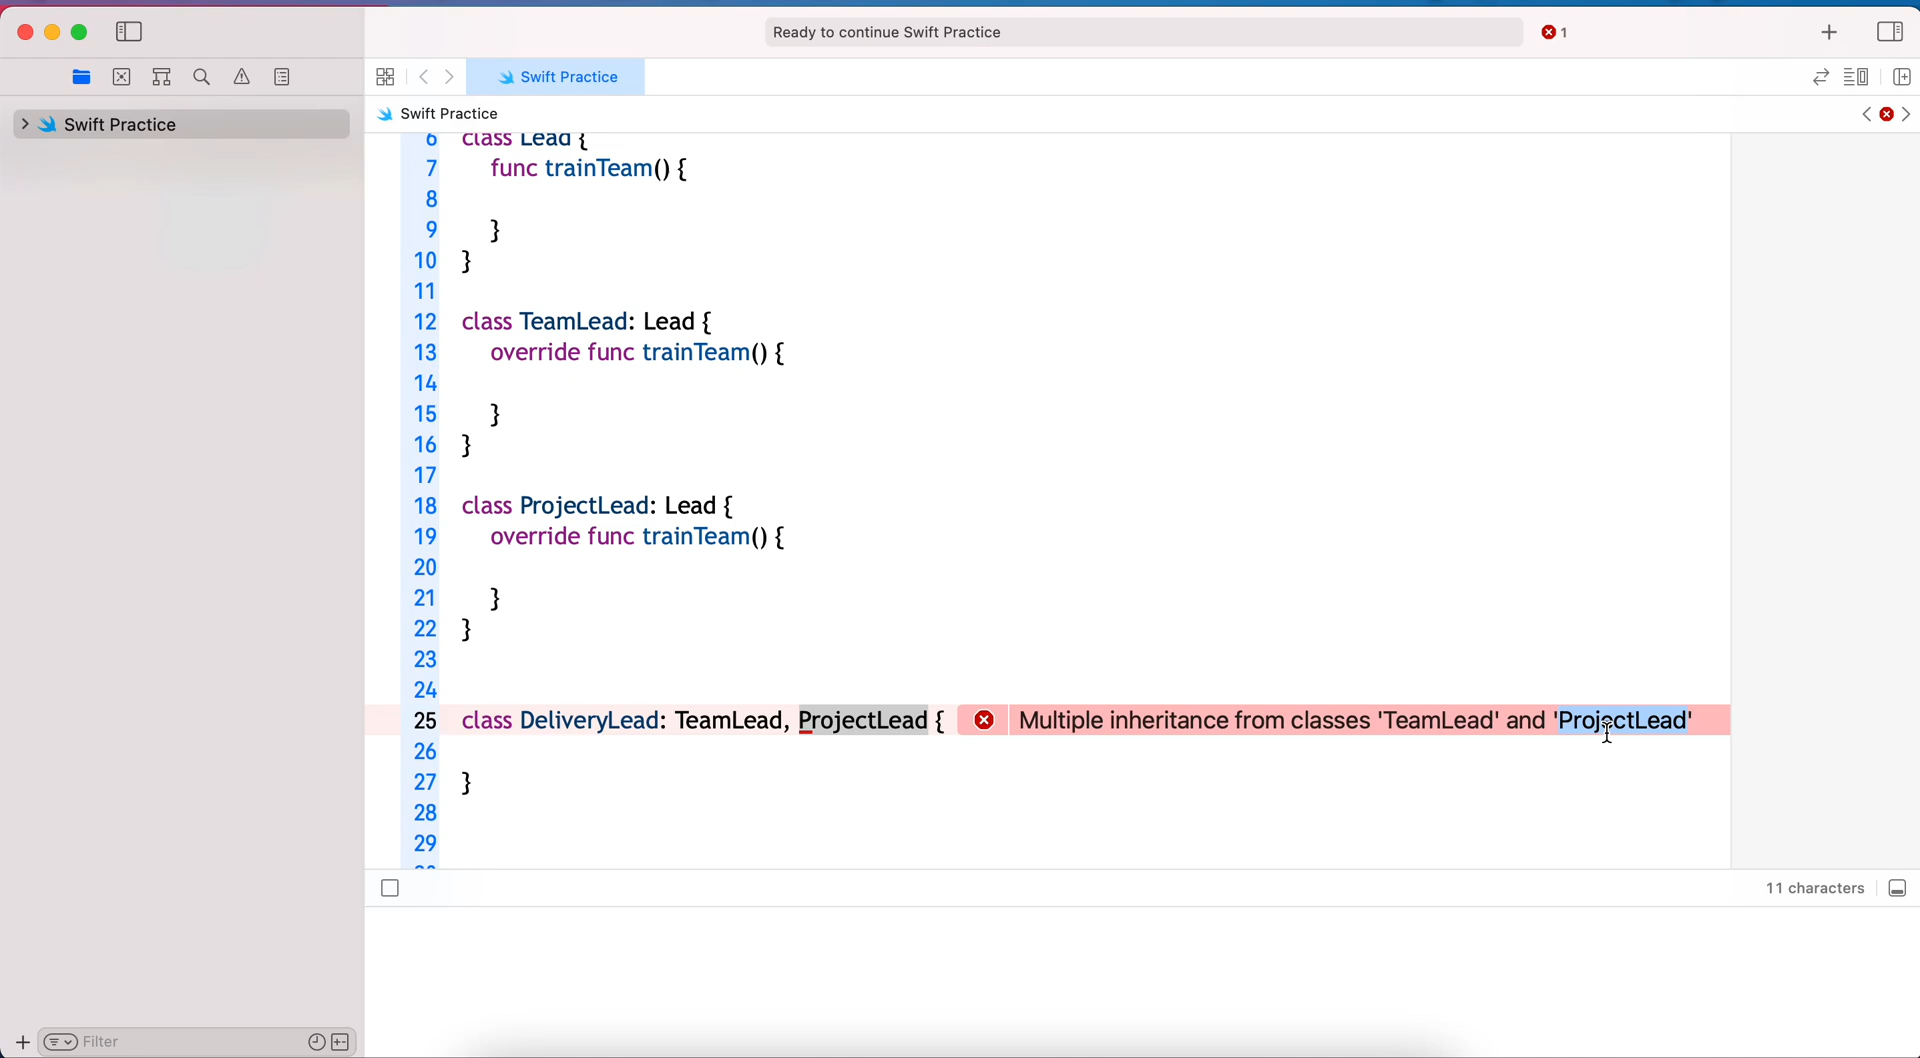 Ready to continue Swift Practice
1
Swift Practice
Swift Practice
Swift Practice
6 class Lead {
7 func trainTeam() {
8
9 }
10 }
11
12 class TeamLead: Lead {
13 override func trainTeam() {
14
15 }
16 }
17
18 class ProjectLead: Lead {
19 override func trainTeam() {
20
21 }
22 }
23
24
25 class DeliveryLead: TeamLead, ProjectLead { Multiple inheritance from classes 'TeamLead' and 'ProjectLead'
26
27 }
28
29
11 characters
Filter